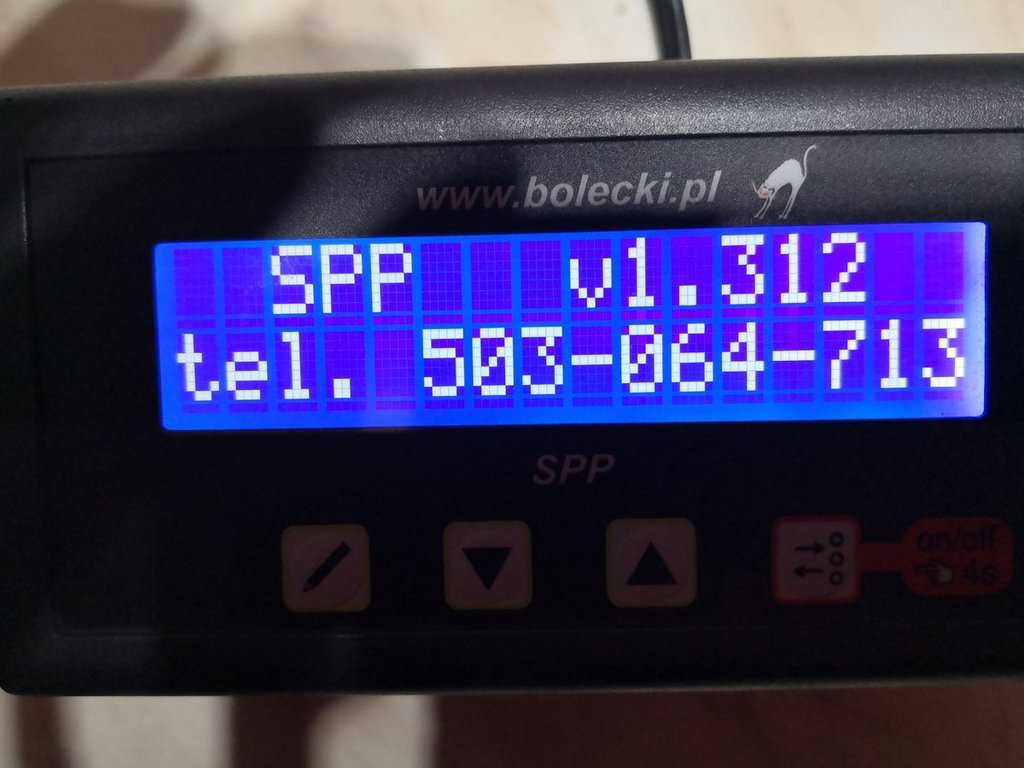 www.bolecki.pl
SPP v1.312
tel. 503-064-713
SPP
on/off
4s